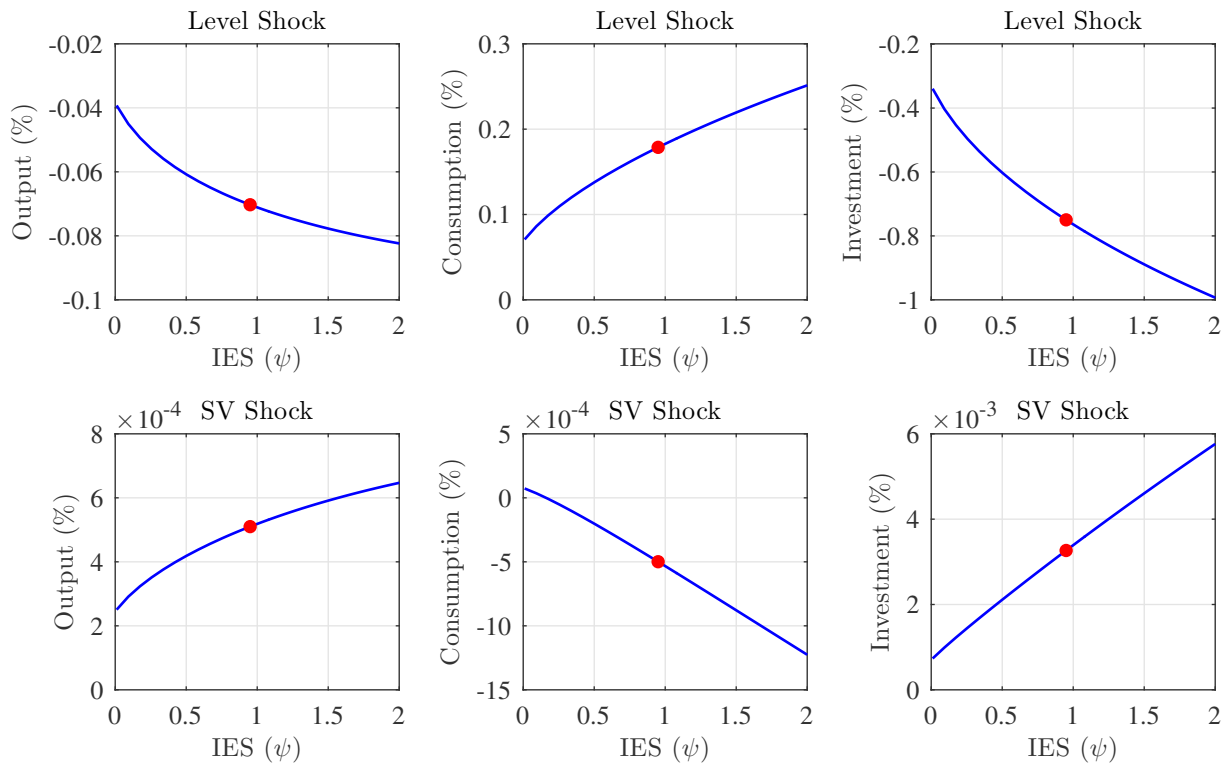 Level Shock
Output (%)
-0.02
-0.04
-0.06
-0.08
-0.1
0 0.5 1 1.5 2
IES (ψ)
Level Shock
Consumption (%)
0.3
0.2
0.1
0
0 0.5 1 1.5 2
IES (ψ)
Level Shock
Investment (%)
-0.2
-0.4
-0.6
-0.8
-1
0 0.5 1 1.5 2
IES (ψ)
×10-4 SV Shock
Output (%)
8
6
4
2
0
0 0.5 1 1.5 2
IES (ψ)
×10-4 SV Shock
Consumption (%)
5
0
-5
-10
-15
0 0.5 1 1.5 2
IES (ψ)
×10-3 SV Shock
Investment (%)
6
4
2
0
0 0.5 1 1.5 2
IES (ψ)